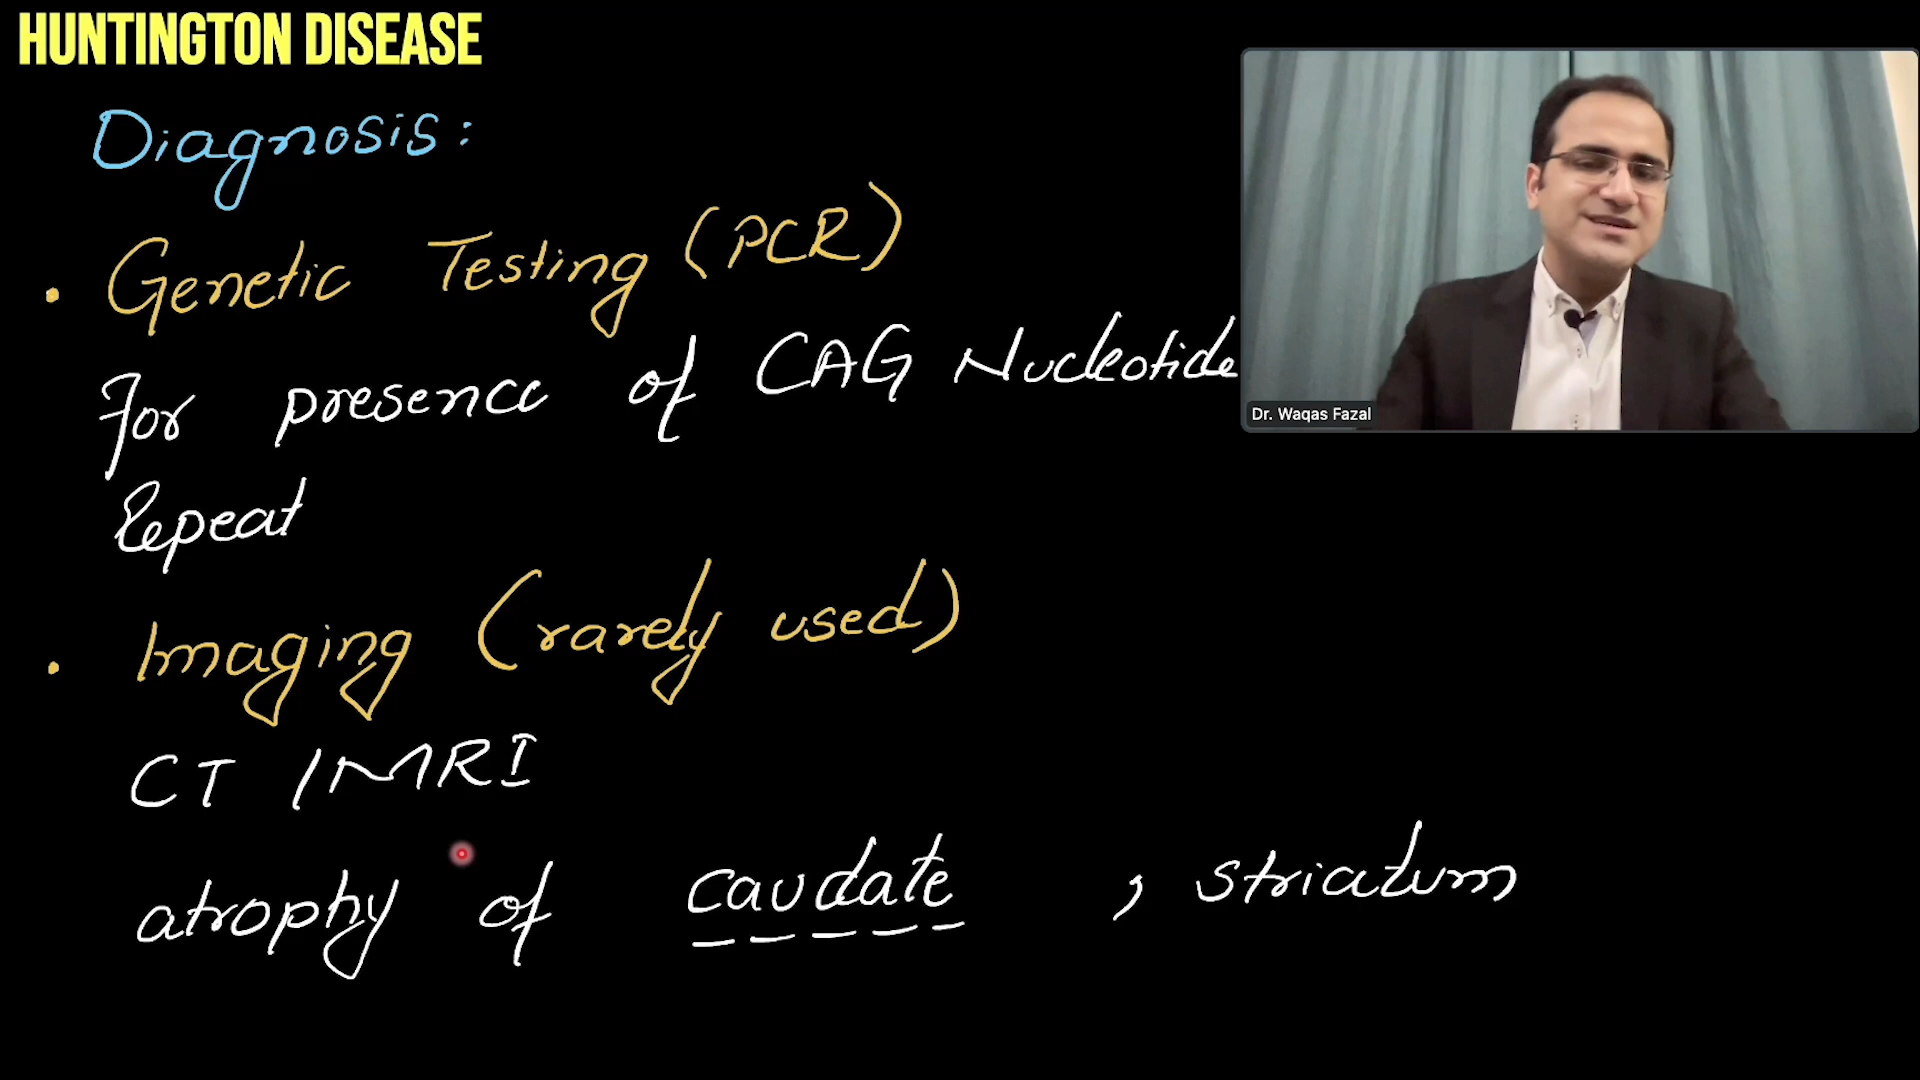 HUNTINGTON DISEASE
Diagnosis:
• Genetic Testing (PCR)
For presence of CAG Nucleotide
Repeat
• Imaging (rarely used)
CT / MRI
atrophy of caudate , striatum
Dr. Waqas Fazal